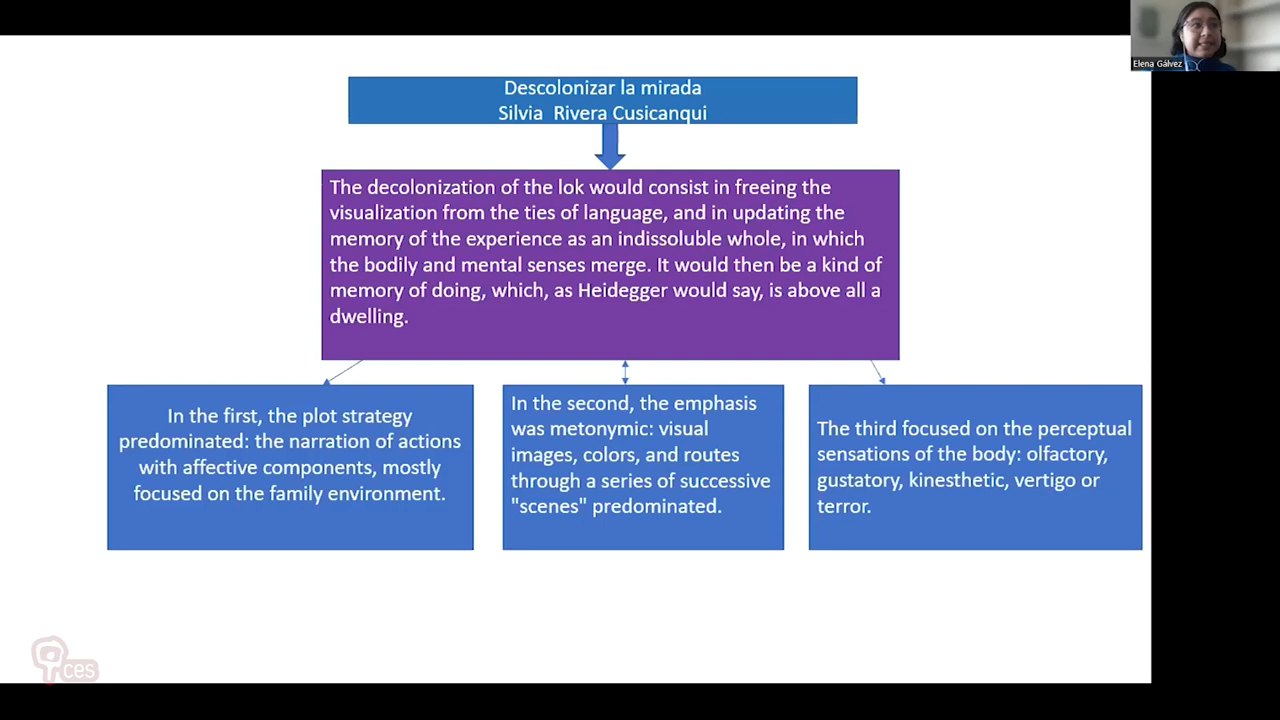 Elena Gálvez
Descolonizar la mirada
Silvia Rivera Cusicanqui
The decolonization of the lok would consist in freeing the
visualization from the ties of language, and in updating the
memory of the experience as an indissoluble whole, in which
the bodily and mental senses merge. It would then be a kind of
memory of doing, which, as Heidegger would say, is above all a
dwelling.
In the first, the plot strategy
predominated: the narration of actions
with affective components, mostly
focused on the family environment.
In the second, the emphasis
was metonymic: visual
images, colors, and routes
through a series of successive
"scenes" predominated.
The third focused on the perceptual
sensations of the body: olfactory,
gustatory, kinesthetic, vertigo or
terror.
ces